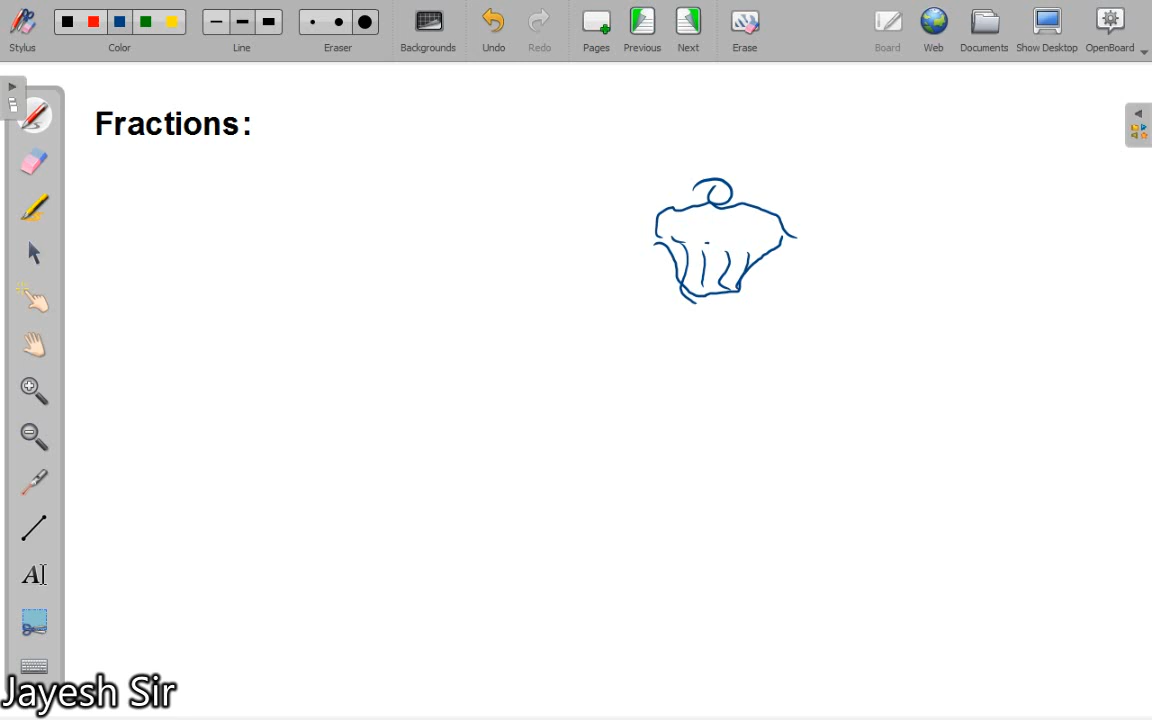 Stylus
Color
Line
Eraser
Backgrounds
Undo
Redo
Pages
Previous
Next
Erase
Board
Web
Documents
Show Desktop
OpenBoard
Fractions:
A
Jayesh Sir